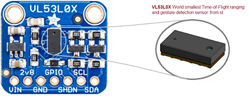 VL53L0X
2v8 GPIO SCL
VIN GND SHDN SDA
VL53L0X World smallest Time-of-Flight ranging
and gesture detection sensor from st